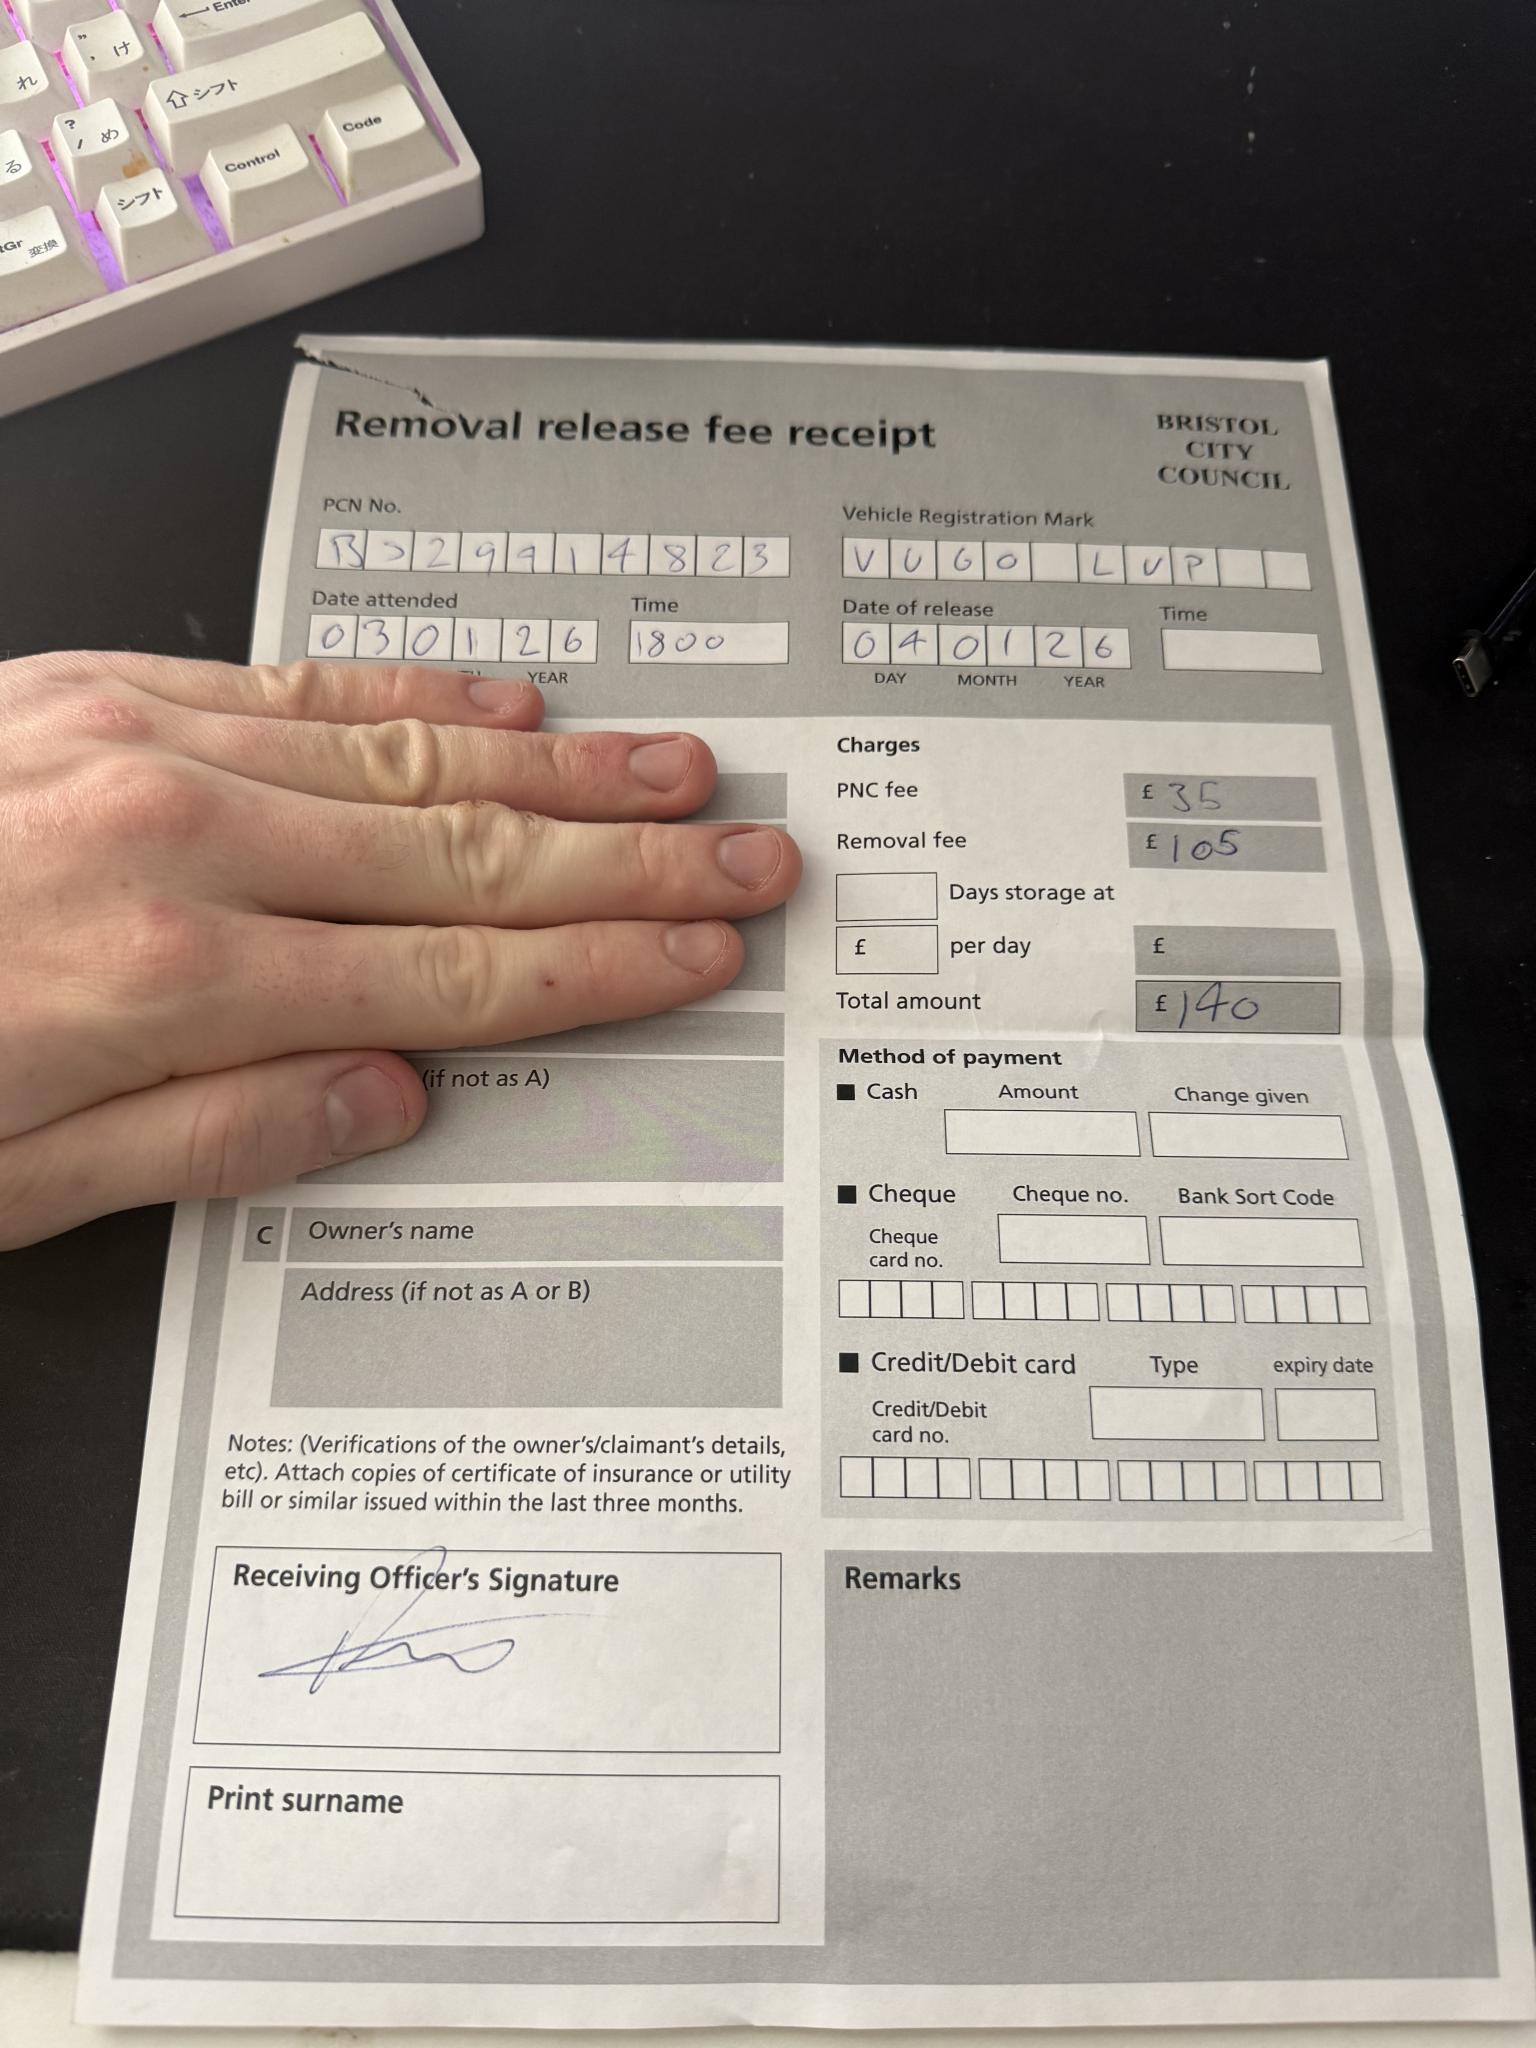 Enter
" , け
れ
⇧ シフト
? / め
る
Control
Code
シフト
変換
Removal release fee receipt
BRISTOL
CITY
COUNCIL
PCN No.
Vehicle Registration Mark
BS29914823
VU60 LVP
Date attended
Time
Date of release
Time
030126
1800
040126
YEAR
DAY MONTH YEAR
Charges
PNC fee
£ 35
Removal fee
£ 105
Days storage at
£
per day
£
Total amount
£ 140
(if not as A)
Method of payment
Cash
Amount
Change given
Cheque
Cheque no.
Bank Sort Code
Cheque
card no.
C
Owner's name
Address (if not as A or B)
Credit/Debit card
Type
expiry date
Credit/Debit
card no.
Notes: (Verifications of the owner's/claimant's details,
etc). Attach copies of certificate of insurance or utility
bill or similar issued within the last three months.
Receiving Officer's Signature
Remarks
Print surname